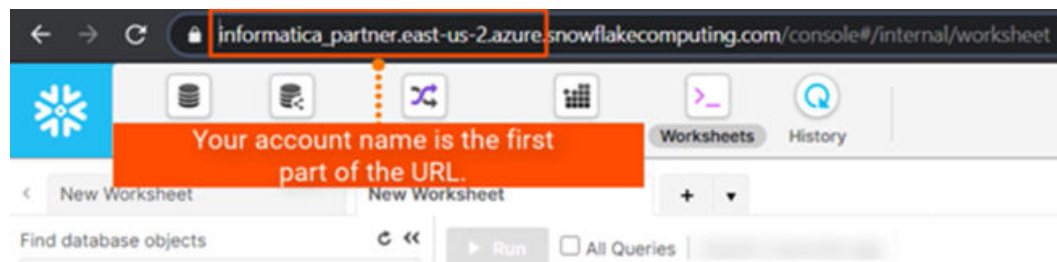 informatica_partner.east-us-2.azure.snowflakecomputing.com/console#/internal/worksheet
Your account name is the first
part of the URL.
Worksheets
History
New Worksheet
New Worksheet
Find database objects
Run
All Queries